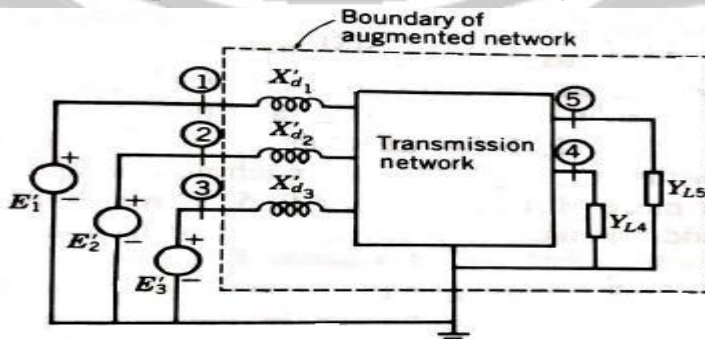 Boundary of
augmented network
① X'd1
② X'd2
③ X'd3
Transmission
network
⑤
④
+
−
E'1
+
−
E'2
+
−
E'3
YL4
YL5